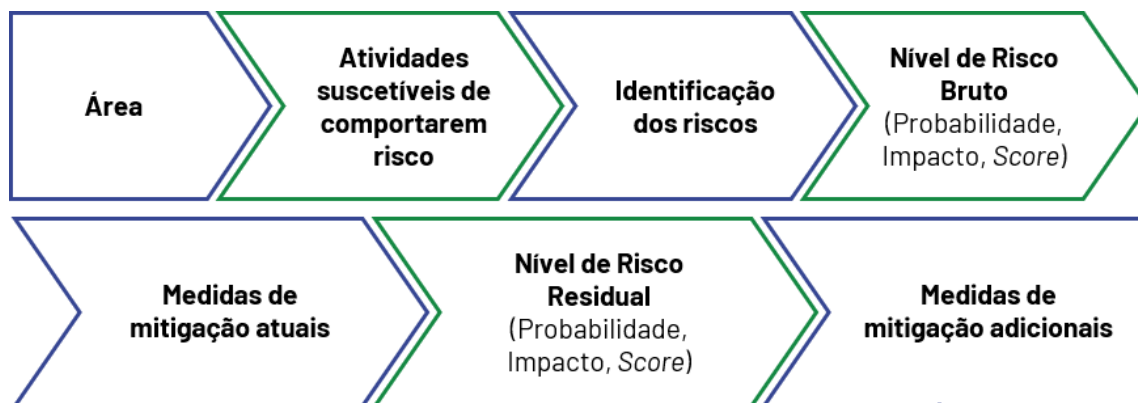 Área
Atividades
suscetíveis de
comportarem
risco
Identificação
dos riscos
Nível de Risco
Bruto
(Probabilidade,
Impacto, Score)
Medidas de
mitigação atuais
Nível de Risco
Residual
(Probabilidade,
Impacto, Score)
Medidas de
mitigação adicionais